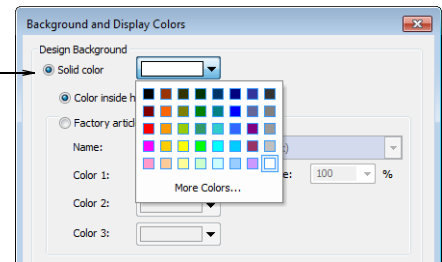 Background and Display Colors
Design Background
Solid color
Color inside h
Factory artic
Name:
Color 1:
e: 100 %
Color 2:
More Colors...
Color 3: